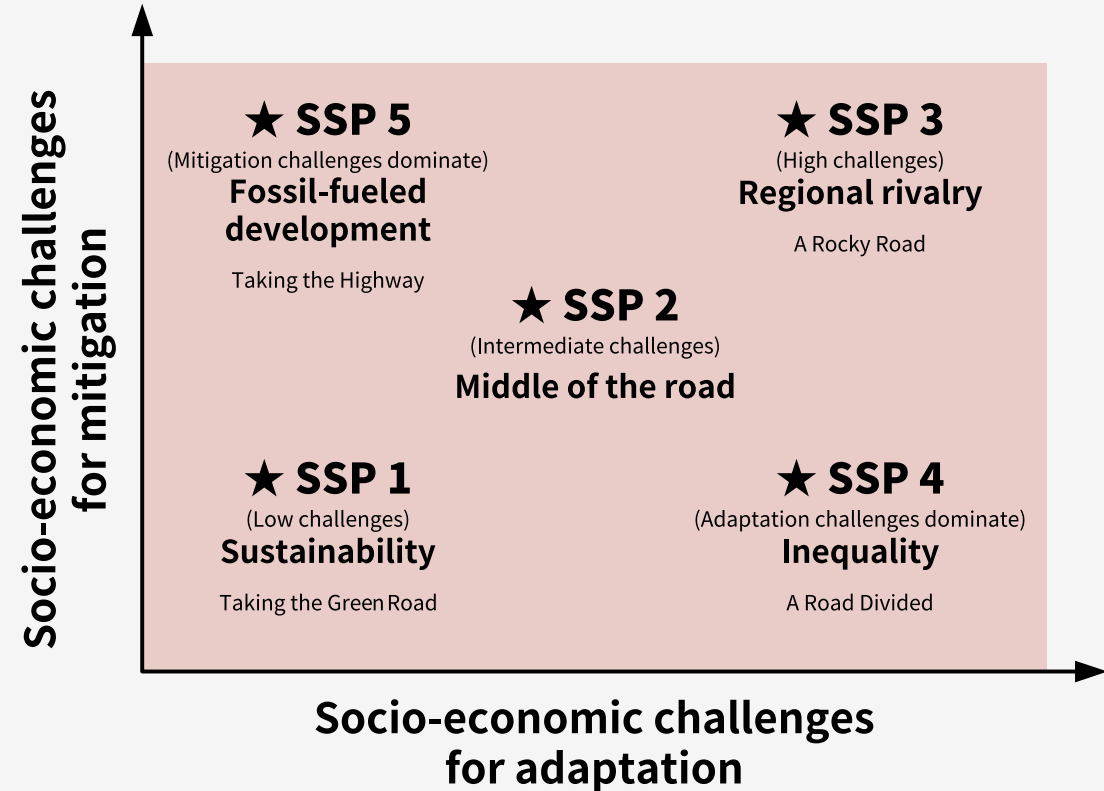 Socio-economic challenges
for mitigation
★ SSP 5
(Mitigation challenges dominate)
Fossil-fueled
development
Taking the Highway
★ SSP 3
(High challenges)
Regional rivalry
A Rocky Road
★ SSP 2
(Intermediate challenges)
Middle of the road
★ SSP 1
(Low challenges)
Sustainability
Taking the Green Road
★ SSP 4
(Adaptation challenges dominate)
Inequality
A Road Divided
Socio-economic challenges
for adaptation